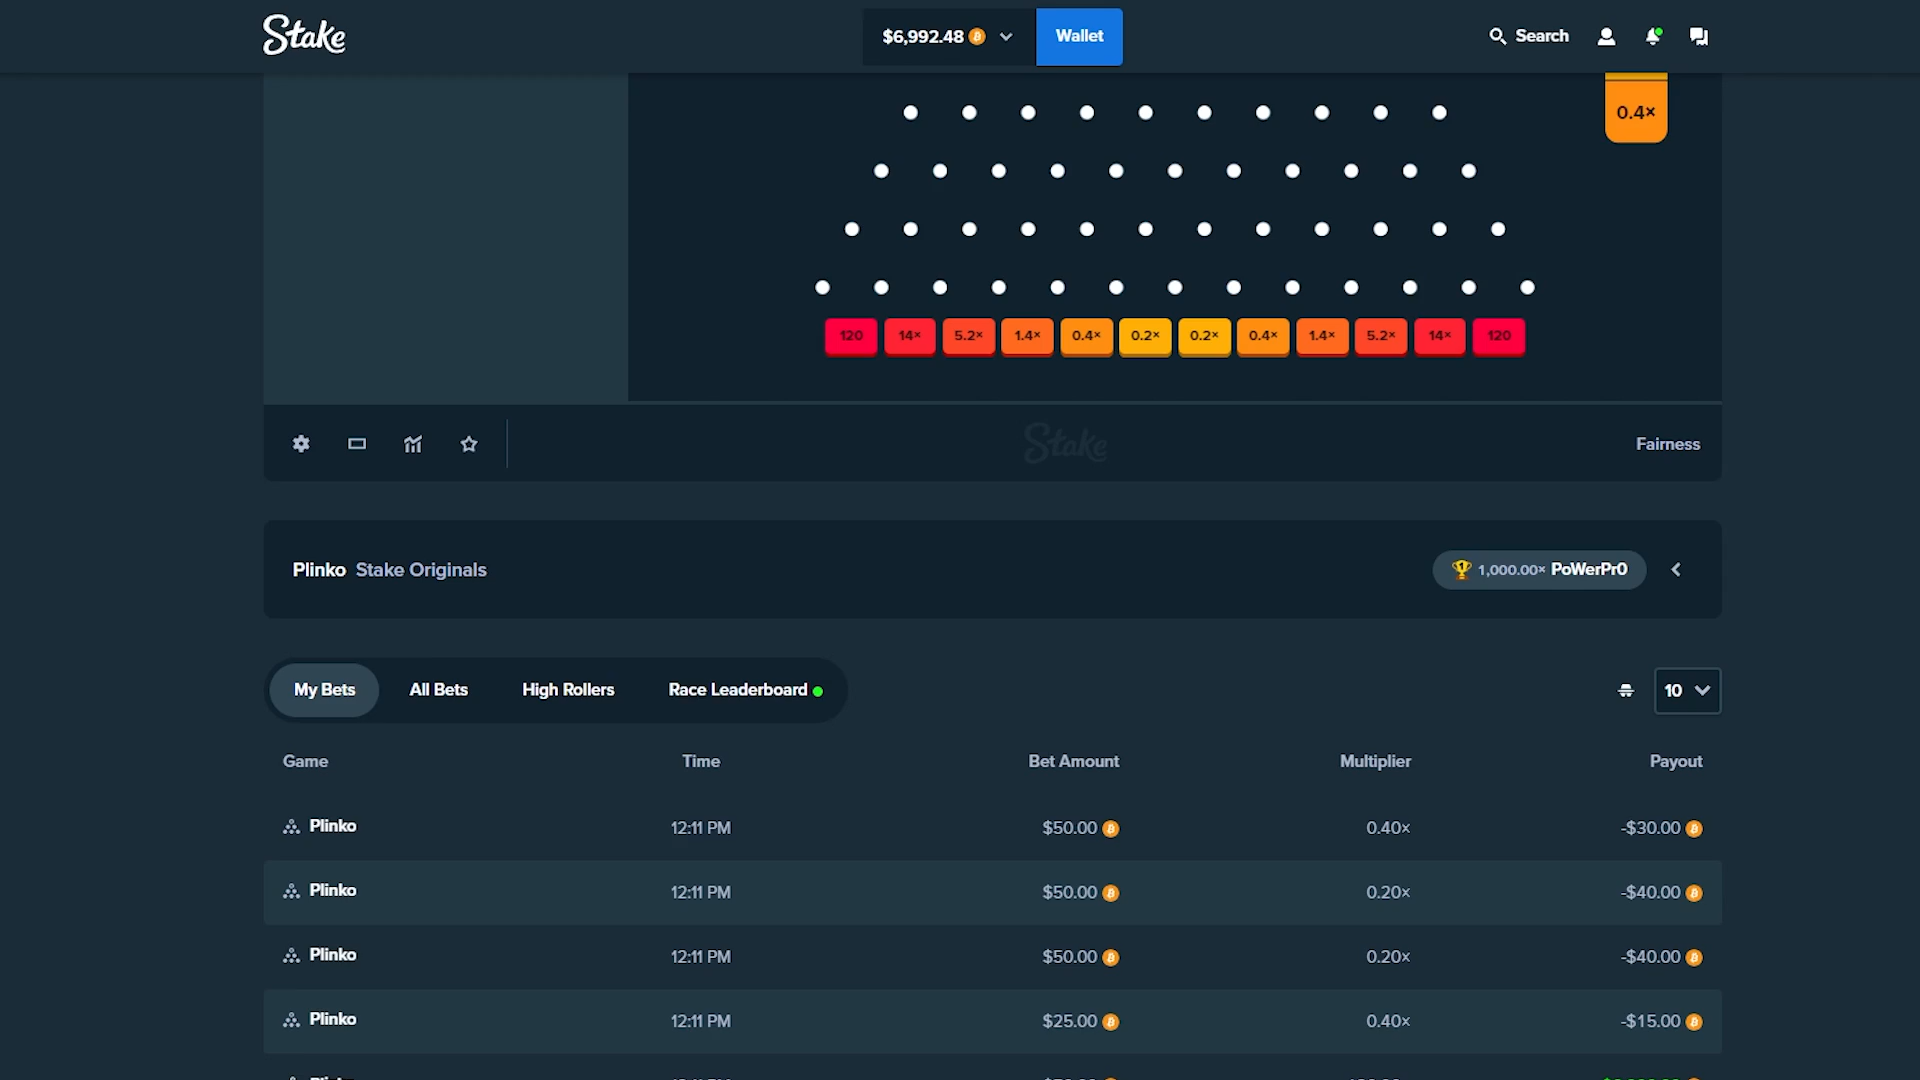 Stake
$6,992.48
Wallet
Search
0.4×
120 14× 5.2× 1.4× 0.4× 0.2× 0.2× 0.4× 1.4× 5.2× 14× 120
Stake
Fairness
Plinko Stake Originals
1,000.00× PoWerPr0
My Bets All Bets High Rollers Race Leaderboard
10
Game Time Bet Amount Multiplier Payout
Plinko 12:11 PM $50.00 0.40× -$30.00
Plinko 12:11 PM $50.00 0.20× -$40.00
Plinko 12:11 PM $50.00 0.20× -$40.00
Plinko 12:11 PM $25.00 0.40× -$15.00